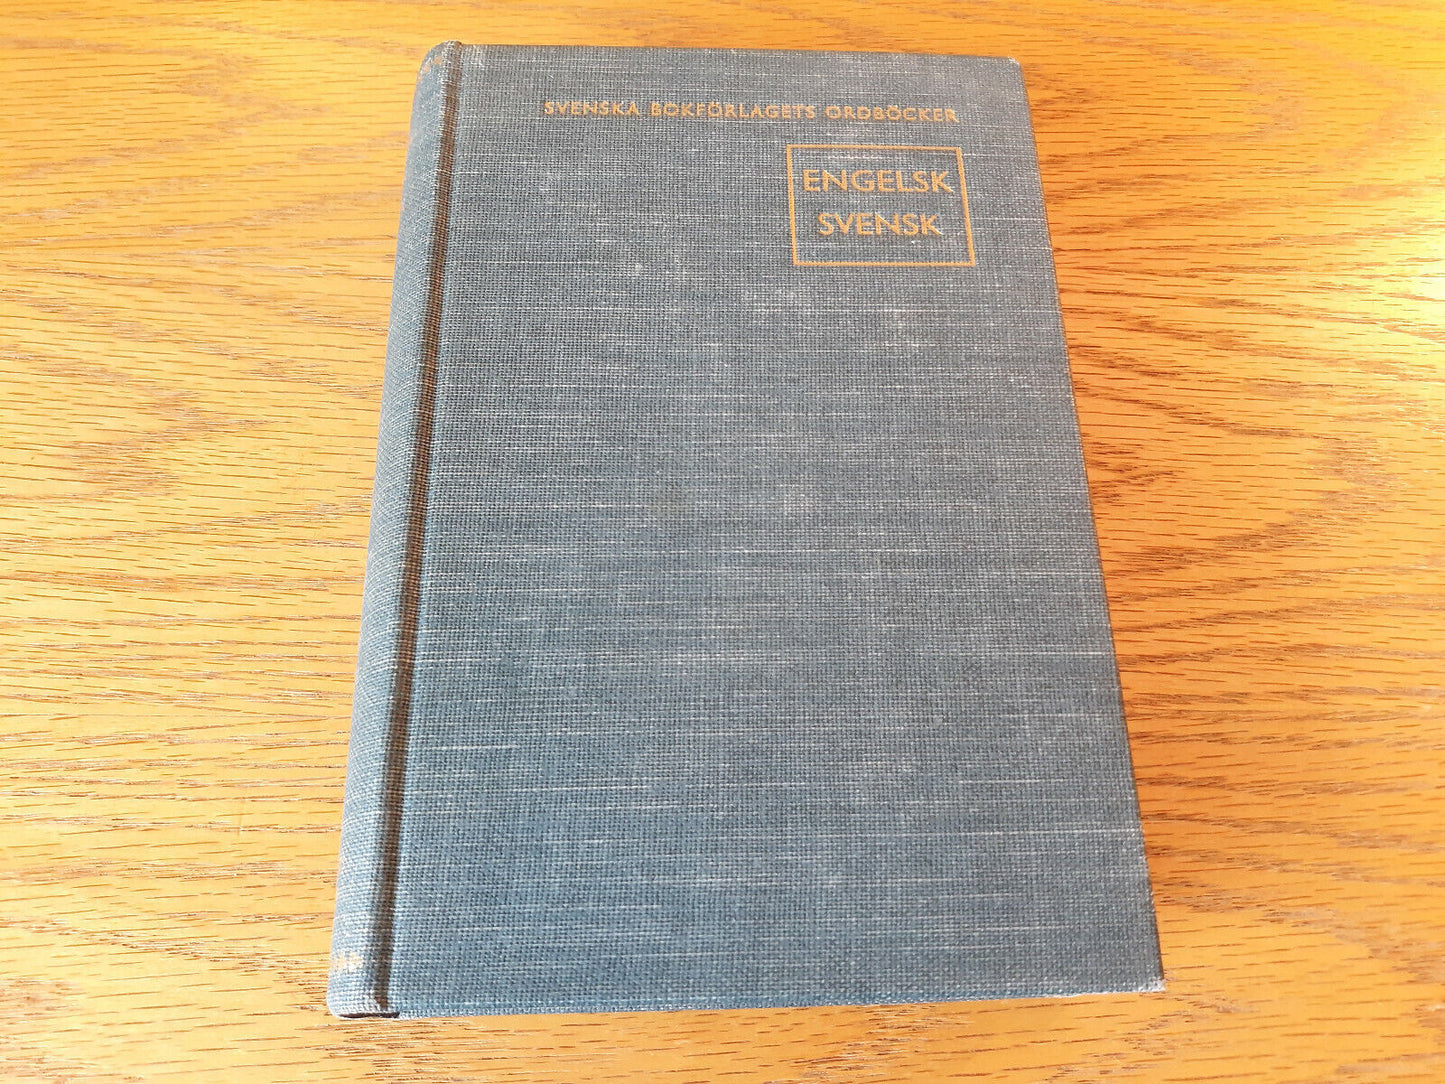 SVENSKA BOKFÖRLAGETS ORDBÖCKER
ENGELSK
SVENSK